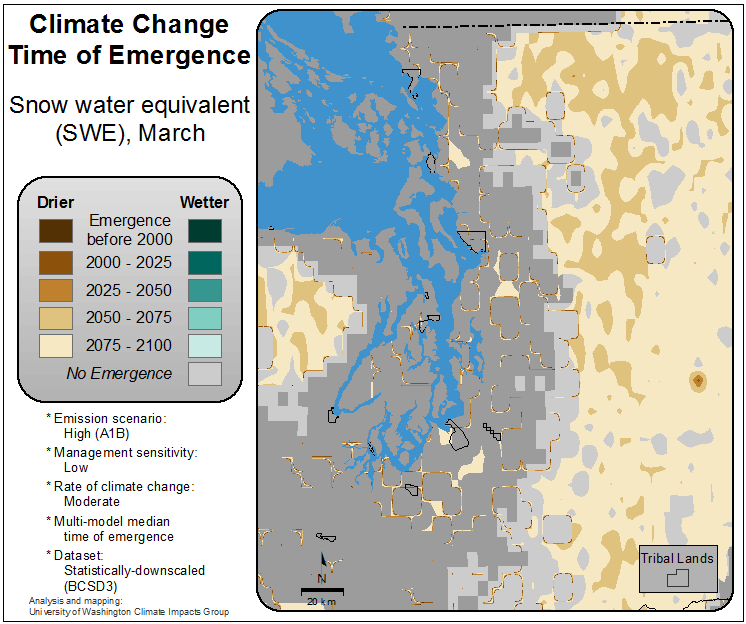 Climate Change
Time of Emergence
Snow water equivalent
(SWE), March
Drier
Wetter
Emergence
before 2000
2000 - 2025
2025 - 2050
2050 - 2075
2075 - 2100
No Emergence
* Emission scenario:
High (A1B)
* Management sensitivity:
Low
* Rate of climate change:
Moderate
* Multi-model median
time of emergence
* Dataset:
Statistically-downscaled
(BCSD3)
Analysis and mapping:
University of Washington Climate Impacts Group
N
20 km
Tribal Lands